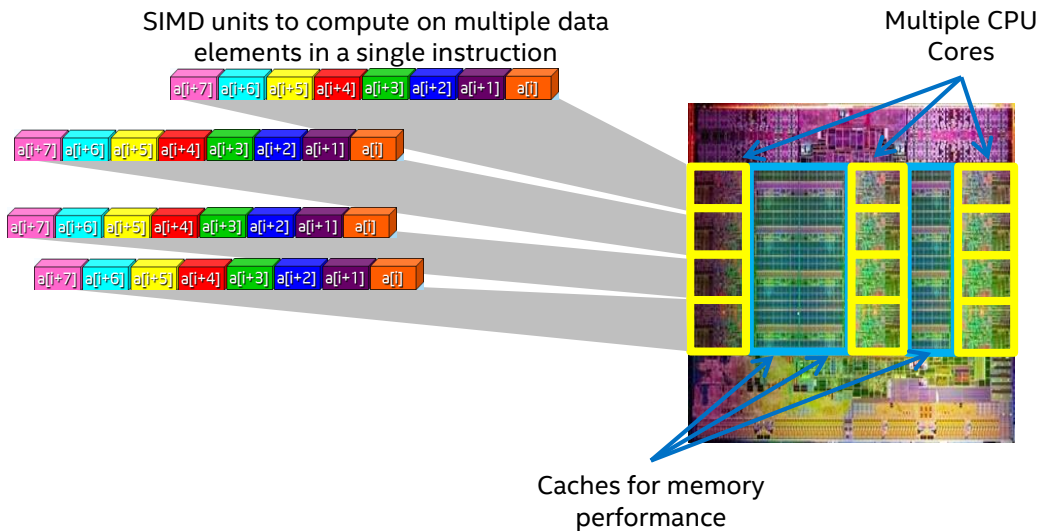 SIMD units to compute on multiple data
elements in a single instruction
Multiple CPU
Cores
a[i+7] a[i+6] a[i+5] a[i+4] a[i+3] a[i+2] a[i+1] a[i]
a[i+7] a[i+6] a[i+5] a[i+4] a[i+3] a[i+2] a[i+1] a[i]
a[i+7] a[i+6] a[i+5] a[i+4] a[i+3] a[i+2] a[i+1] a[i]
a[i+7] a[i+6] a[i+5] a[i+4] a[i+3] a[i+2] a[i+1] a[i]
Caches for memory
performance